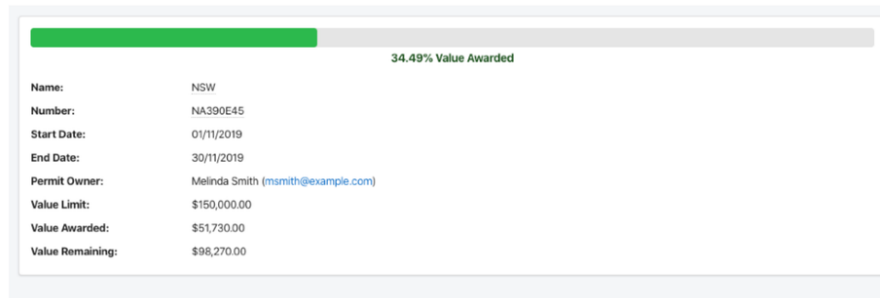 34.49% Value Awarded
Name: NSW
Number: NA390E45
Start Date: 01/11/2019
End Date: 30/11/2019
Permit Owner: Melinda Smith (msmith@example.com)
Value Limit: $150,000.00
Value Awarded: $51,730.00
Value Remaining: $98,270.00